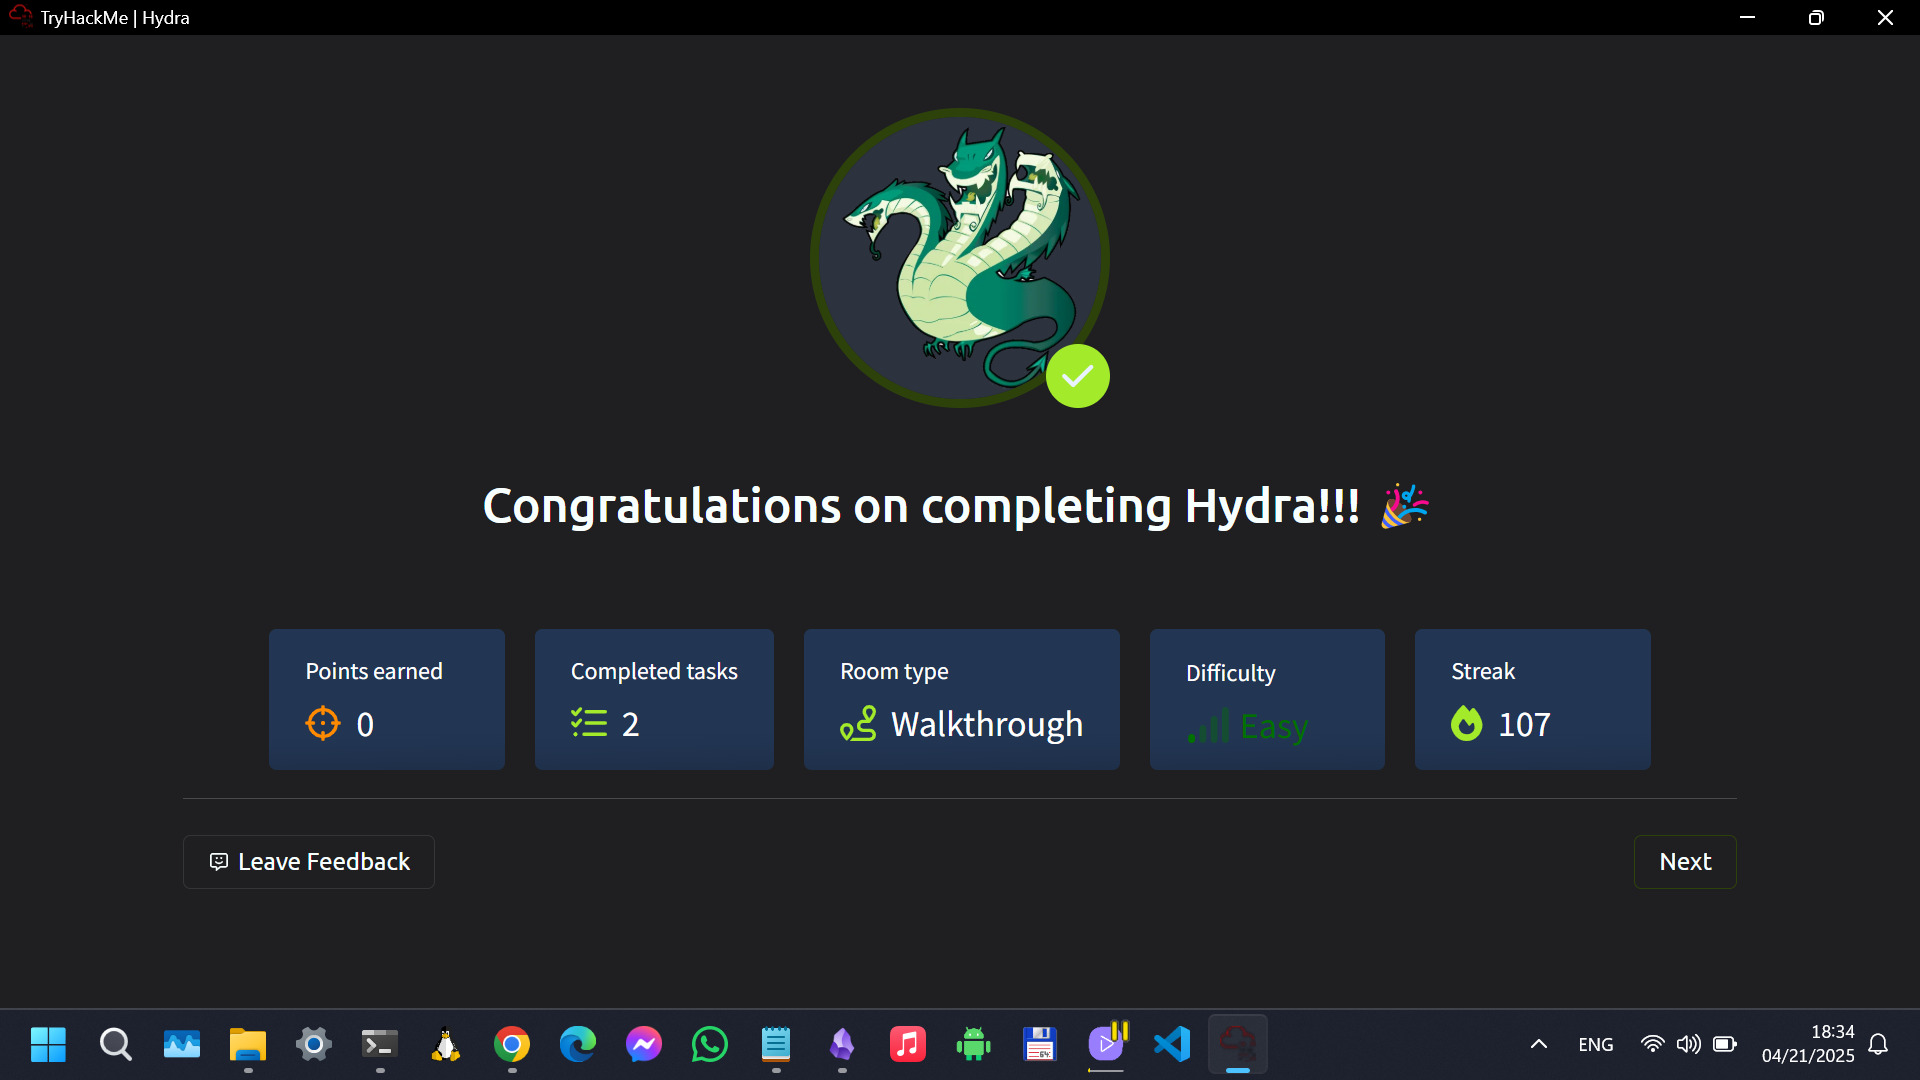 TryHackMe | Hydra
Congratulations on completing Hydra!!! 🎉
Points earned
0
Completed tasks
2
Room type
Walkthrough
Difficulty
Easy
Streak
107
Leave Feedback
Next
64
ENG
18:34
04/21/2025